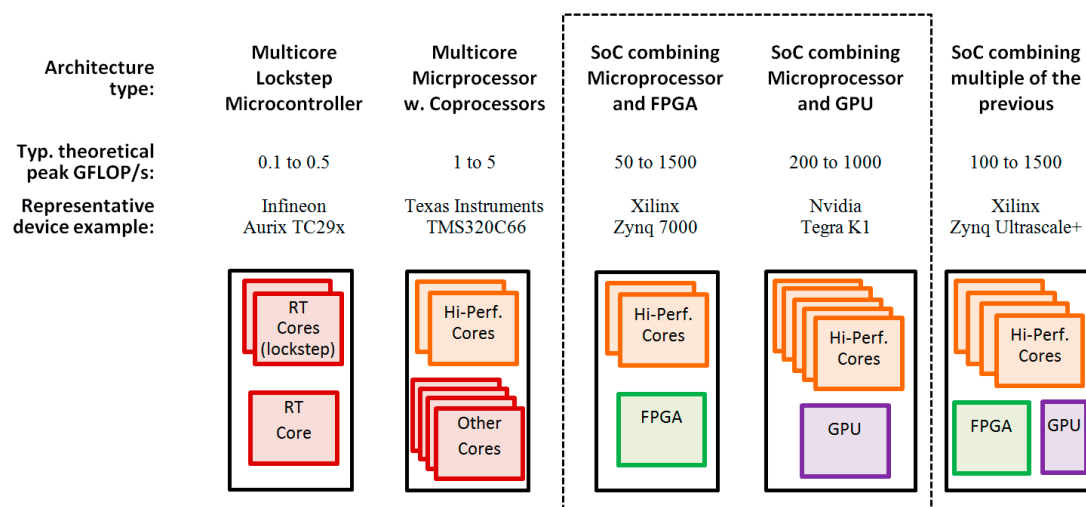 Architecture
type:
Multicore
Lockstep
Microcontroller
Multicore
Micrprocessor
w. Coprocessors
SoC combining
Microprocessor
and FPGA
SoC combining
Microprocessor
and GPU
SoC combining
multiple of the
previous
Typ. theoretical
peak GFLOP/s:
0.1 to 0.5
1 to 5
50 to 1500
200 to 1000
100 to 1500
Representative
device example:
Infineon
Aurix TC29x
Texas Instruments
TMS320C66
Xilinx
Zynq 7000
Nvidia
Tegra K1
Xilinx
Zynq Ultrascale+
RT
Cores
(lockstep)
RT
Core
Hi-Perf.
Cores
Other
Cores
Hi-Perf.
Cores
FPGA
Hi-Perf.
Cores
GPU
Hi-Perf.
Cores
FPGA
GPU